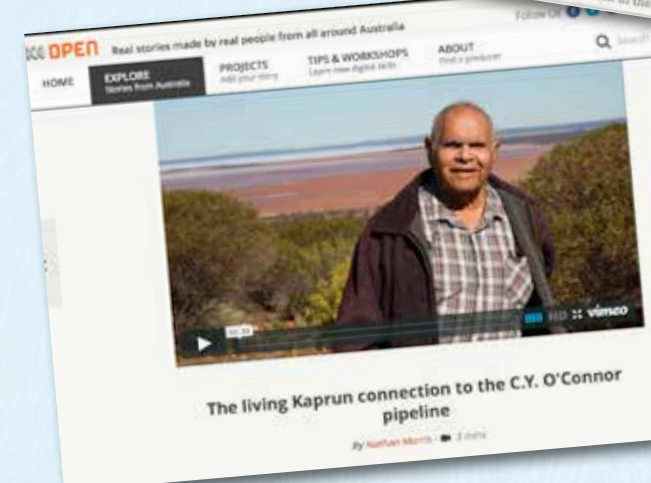 OPEN Real stories made by real people from all around Australia
Follow Us
HOME
EXPLORE
Stories from Australia
PROJECTS
Add your story
TIPS & WORKSHOPS
Learn new digital skills
ABOUT
Find a producer
Search
HD vimeo
The living Kaprun connection to the C.Y. O'Connor
pipeline
By Nathan Morris - 3 mins